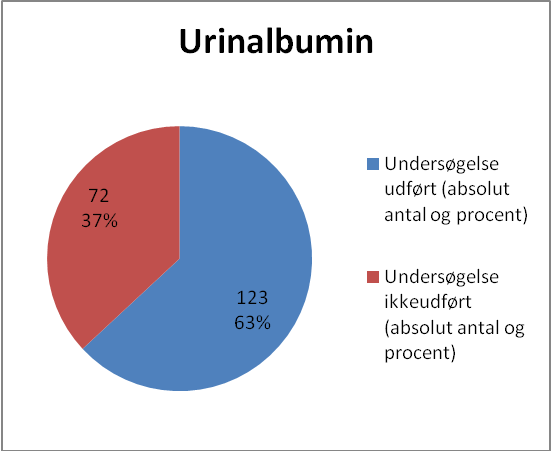 Urinalbumin
72
37%
123
63%
Undersøgelse
udført (absolut
antal og procent)
Undersøgelse
ikkeudført
(absolut antal og
procent)